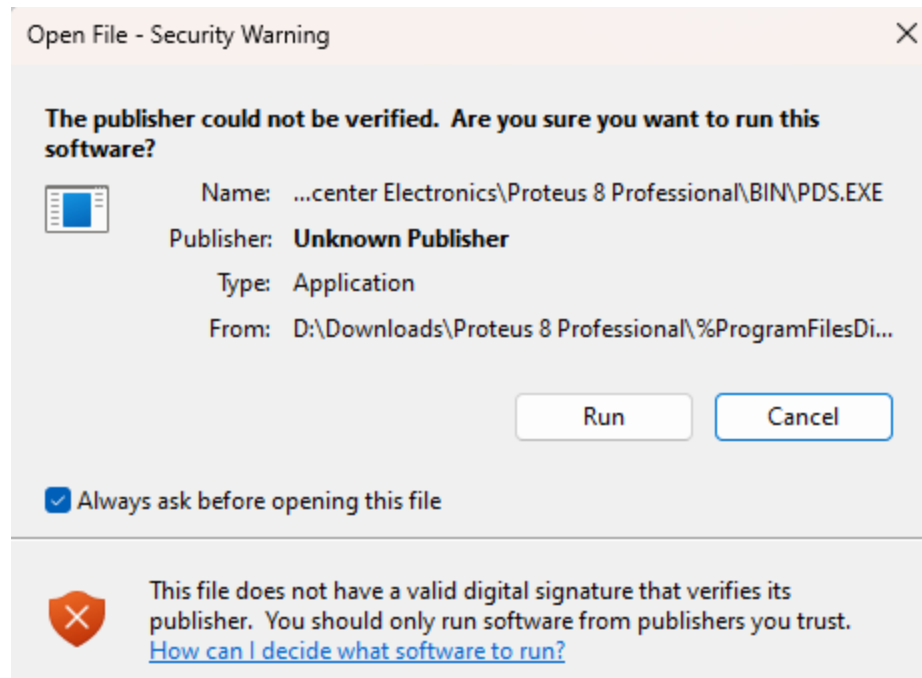 Open File - Security Warning
The publisher could not be verified. Are you sure you want to run this
software?
Name: ...center Electronics\Proteus 8 Professional\BIN\PDS.EXE
Publisher: Unknown Publisher
Type: Application
From: D:\Downloads\Proteus 8 Professional\%ProgramFilesDi...
Run Cancel
Always ask before opening this file
This file does not have a valid digital signature that verifies its
publisher. You should only run software from publishers you trust.
How can I decide what software to run?